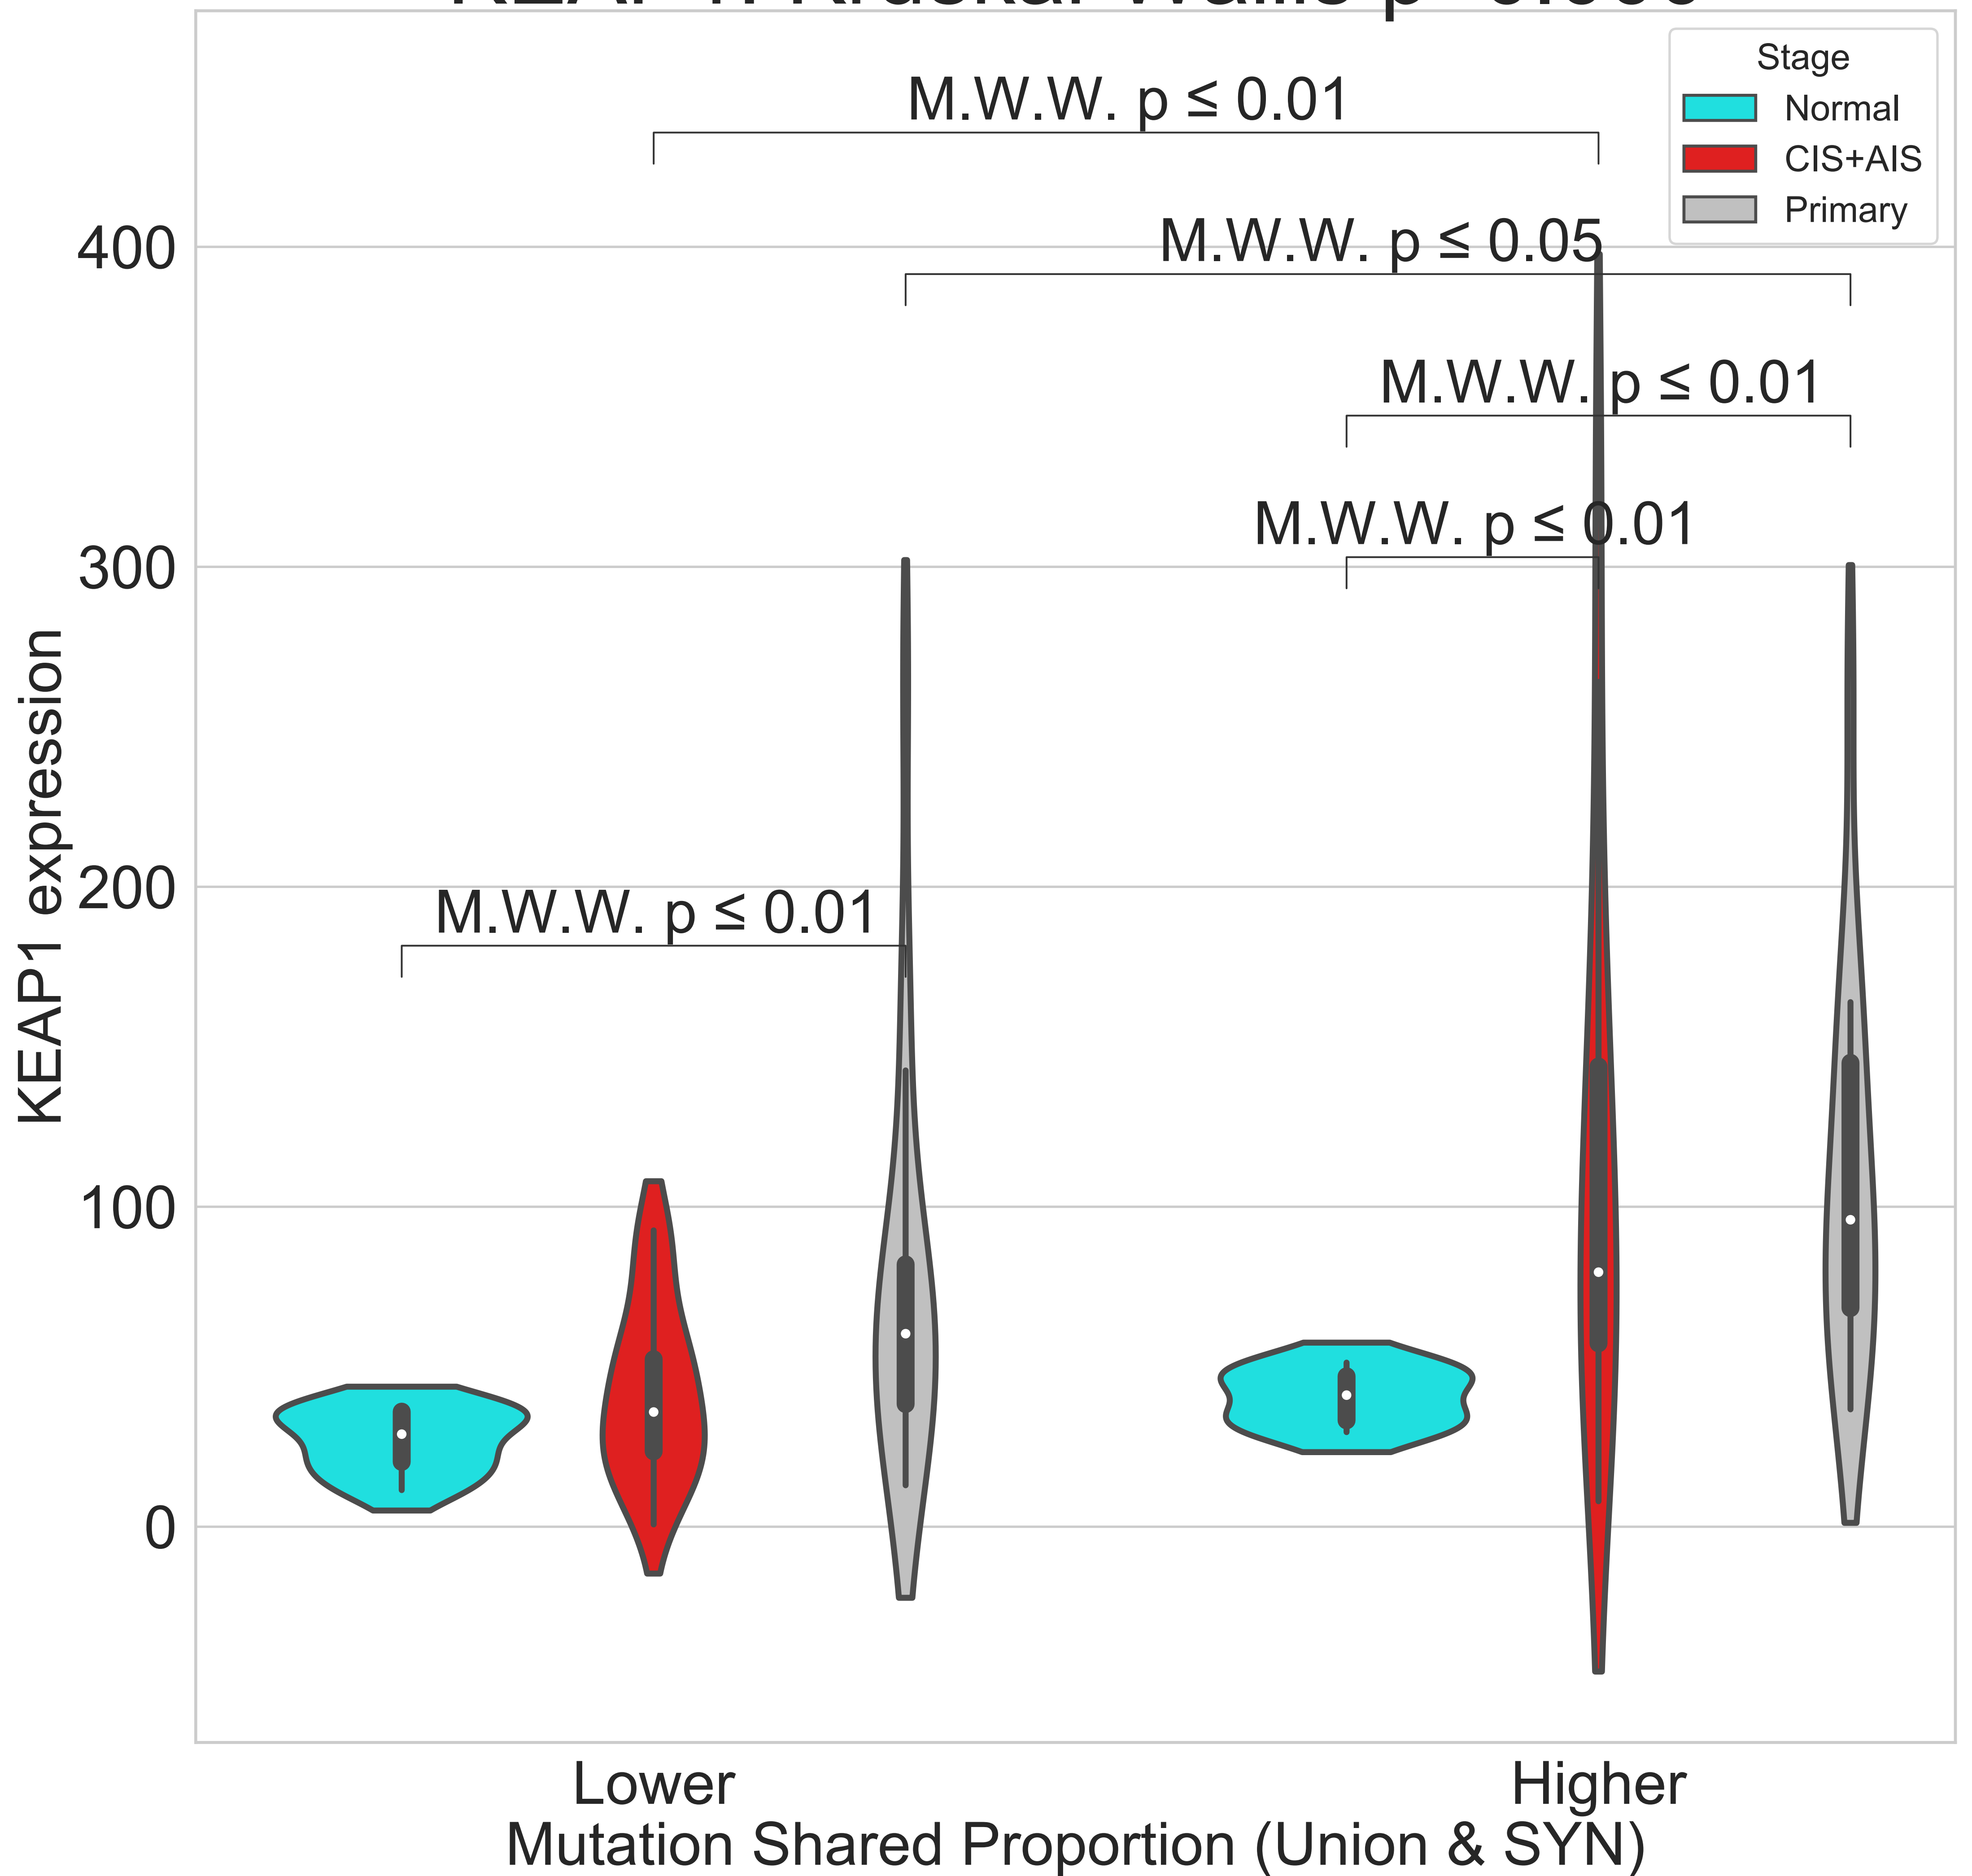 Stage
Normal
CIS+AIS
Primary
M.W.W. p ≤ 0.01
M.W.W. p ≤ 0.05
M.W.W. p ≤ 0.01
M.W.W. p ≤ 0.01
M.W.W. p ≤ 0.01
KEAP1 expression
400
300
200
100
0
Lower
Higher
Mutation Shared Proportion (Union & SYN)